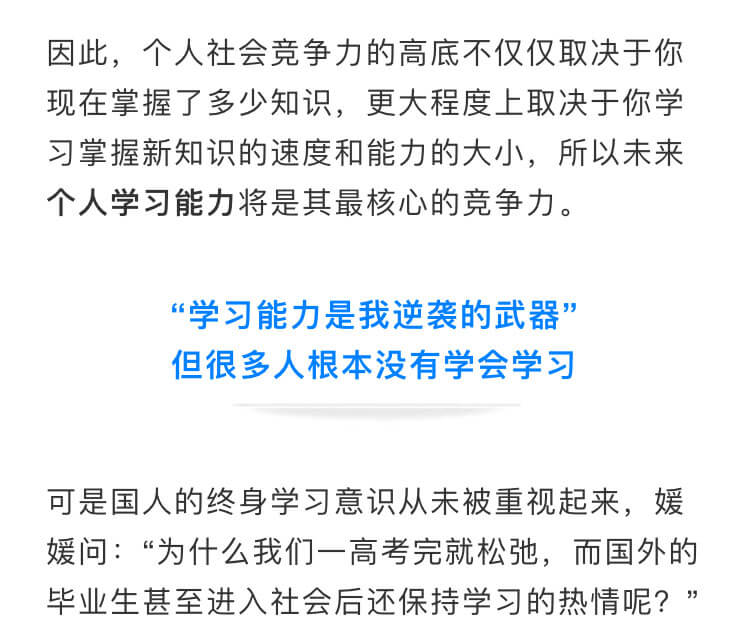 因此，个人社会竞争力的高底不仅仅取决于你
现在掌握了多少知识，更大程度上取决于你学
习掌握新知识的速度和能力的大小，所以未来
个人学习能力将是其最核心的竞争力。
“学习能力是我逆袭的武器”
但很多人根本没有学会学习
可是国人的终身学习意识从未被重视起来，媛
媛问：“为什么我们一高考完就松弛，而国外的
毕业生甚至进入社会后还保持学习的热情呢？”